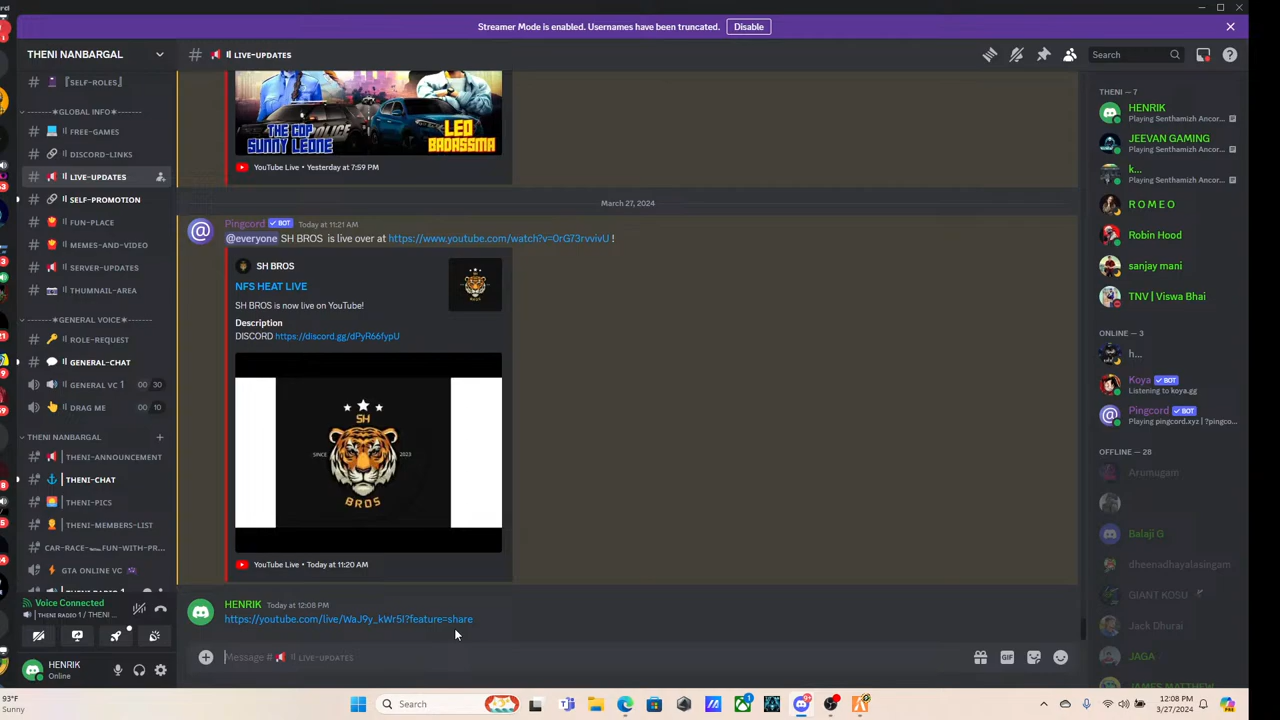 Streamer Mode is enabled. Usernames have been truncated.
Disable
THENI NANBARGAL
『SELF-ROLES』
-------✶GLOBAL INFO✶-------
FREE-GAMES
DISCORD-LINKS
LIVE-UPDATES
SELF-PROMOTION
FUN-PLACE
MEMES-AND-VIDEO
SERVER-UPDATES
THUMNAIL-AREA
ROLE-REQUEST
GENERAL-CHAT
GENERAL VC 1
00 30
DRAG ME
00 10
THENI NANBARGAL
THENI-ANNOUNCEMENT
THENI-CHAT
THENI-PICS
THENI-MEMBERS-LIST
GTA ONLINE VC
Voice Connected
THENI RADIO 1 / THENI ...
HENRIK
Online
LIVE-UPDATES
Search
THE COP
SUNNY LEONE
LEO
BADASSMA
YouTube Live • Yesterday at 7:59 PM
March 27, 2024
Pingcord ✓ BOT Today at 11:21 AM
@everyone SH BROS is live over at https://www.youtube.com/watch?v=0rG73rvvivU !
SH BROS
NFS HEAT LIVE
SH BROS is now live on YouTube!
Description
DISCORD https://discord.gg/dPyR66fypU
SH
SINCE 2023
BROS
YouTube Live • Today at 11:20 AM
HENRIK Today at 12:08 PM
https://youtube.com/live/WaJ9y_kWr5I?feature=share
Message # LIVE-UPDATES
GIF
THENI — 7
HENRIK
Playing Senthamizh Ancor...
JEEVAN GAMING
Playing Senthamizh Ancor...
k...
Playing Senthamizh Ancor...
R O M E O
Robin Hood
sanjay mani
TNV | Viswa Bhai
ONLINE — 3
h...
Koya ✓ BOT
Listening to koya.gg
Pingcord ✓ BOT
Playing pingcord.xyz | ?pingco...
OFFLINE — 28
Arumugam
Balaji G
dheenadhayalasingam
GIANT KOSU
Jack Dhurai
JAGA
JAMES MATTHEW
93°F
Sunny
Search
12:08 PM
3/27/2024